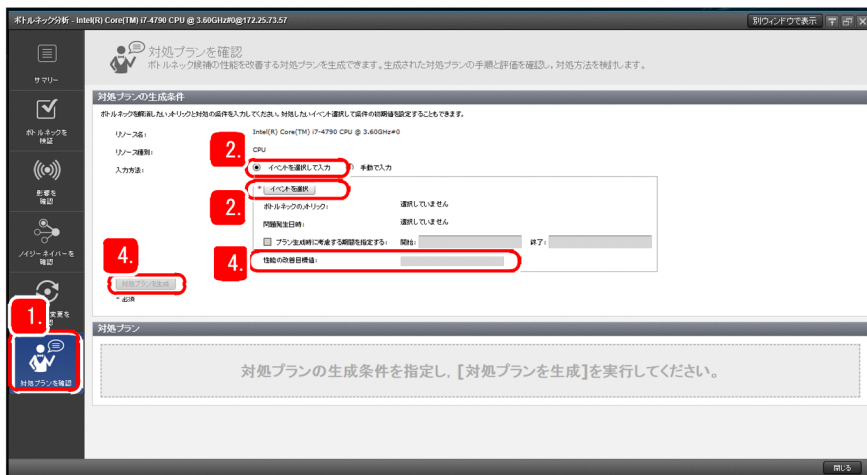 ボトルネック分析 - Intel(R) Core(TM) i7-4790 CPU @ 3.60GHz#0@172.25.73.57
別ウィンドウで表示
対処プランを確認
ボトルネック候補の性能を改善する対処プランを生成できます。生成された対処プランの手順と評価を確認し、対処方法を検討します。
サマリー
ボトルネックを
検証
影響を
確認
ノイジーネイバーを
確認
変更を
対処プランを確認
対処プランの生成条件
ボトルネックを解消したいメトリックと対処の条件を入力してください。対処したいイベント選択して条件の初期値を設定することもできます。
リソース名: Intel(R) Core(TM) i7-4790 CPU @ 3.60GHz#0
リソース種別: CPU
2.
入力方法: イベントを選択して入力 手動で入力
* イベントを選択
2.
ボトルネックのメトリック: 選択していません
問題発生日時: 選択していません
プラン生成時に考慮する期間を指定する: 開始: 終了:
4.
性能の改善目標値:
4.
対処プランを生成
* 必須
1.
対処プラン
対処プランの生成条件を指定し、[対処プランを生成]を実行してください。
閉じる